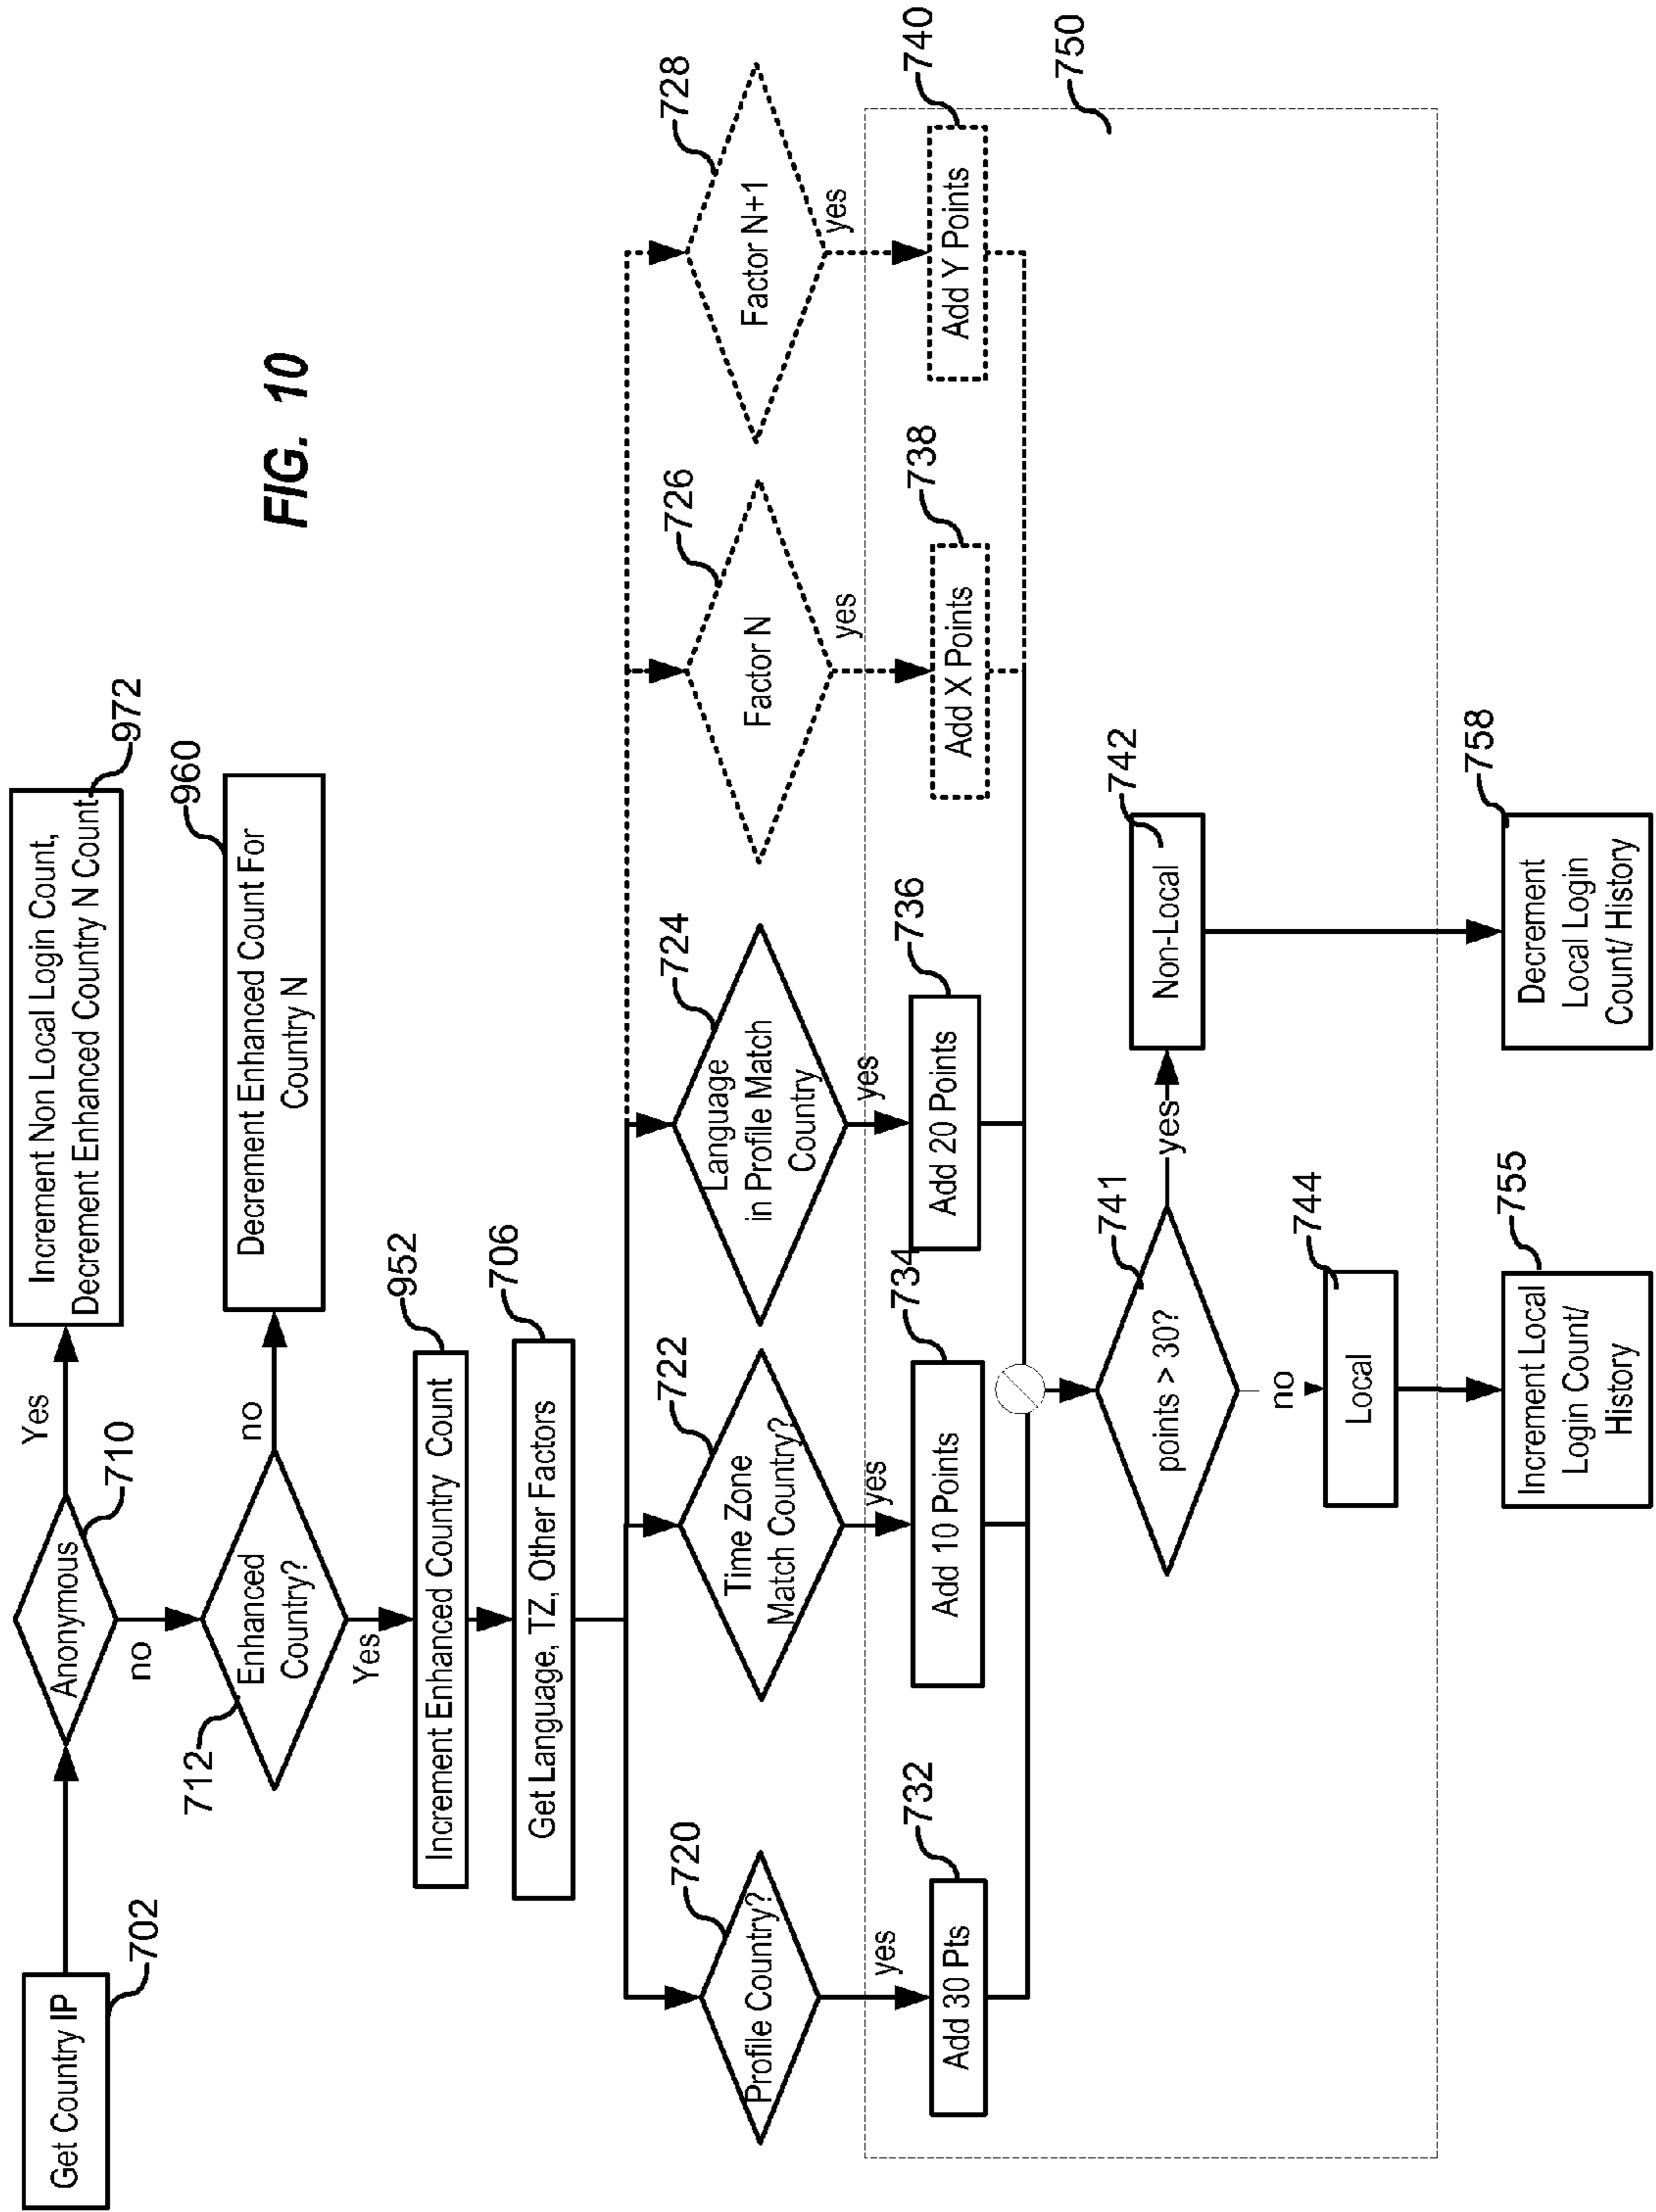 FIG. 10
Get Country IP
702
Anonymous
710
Yes
Increment Non Local Login Count,
Decrement Enhanced Country N Count
972
no
Enhanced
Country?
712
no
Decrement Enhanced Count For
Country N
960
Yes
Increment Enhanced Country Count
952
Get Language, TZ, Other Factors
706
Profile Country?
720
Time Zone
Match Country?
722
Language
in Profile Match
Country
724
Factor N
726
Factor N+1
728
yes
yes
yes
yes
yes
Add 30 Pts
732
Add 10 Points
734
Add 20 Points
736
Add X Points
738
Add Y Points
740
750
points > 30?
741
yes
Non-Local
742
no
Local
744
Increment Local
Login Count/
History
755
Decrement
Local Login
Count/ History
758